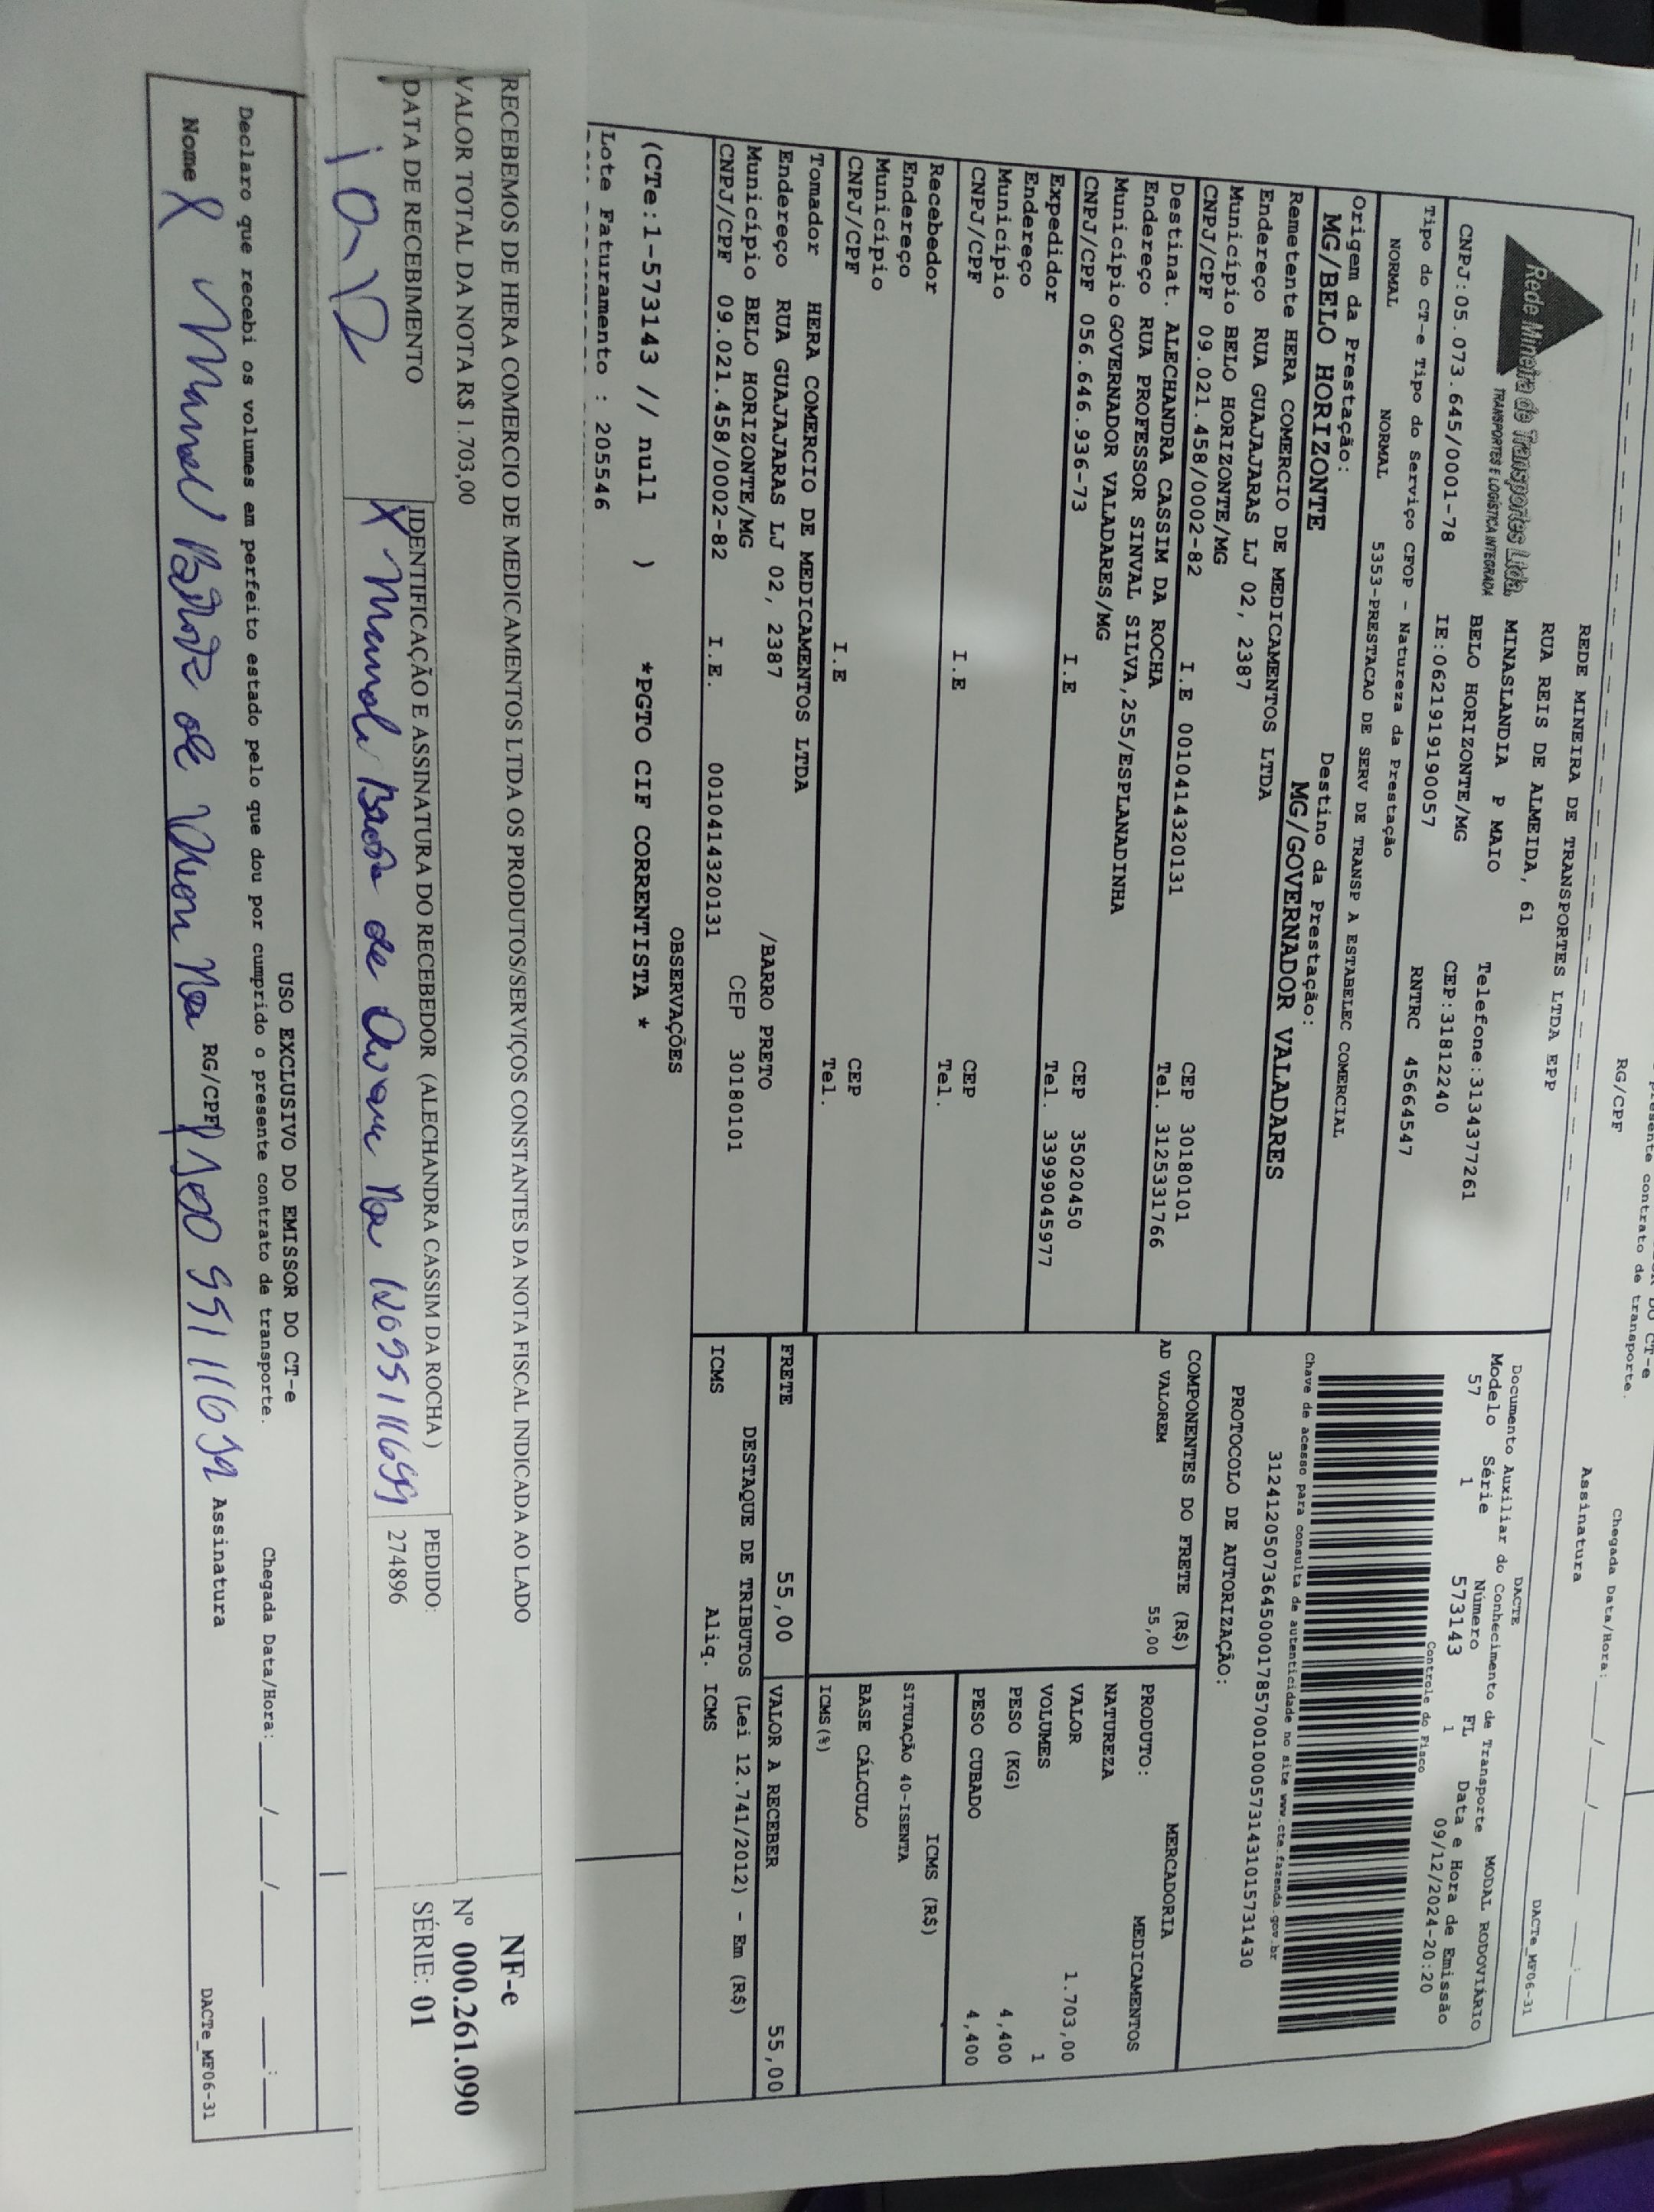 presente contrato de transporte.
RG/CPF
Assinatura
Chegada Data/Hora: ____/____/______ ___:___
DACTe_MF06-31
Rede Mineira de Transportes Ltda.
TRANSPORTES E LOGÍSTICA INTEGRADA
REDE MINEIRA DE TRANSPORTES LTDA EPP
RUA REIS DE ALMEIDA, 61
MINASLANDIA P MAIO Telefone:3134377261
BELO HORIZONTE/MG CEP:31812240
CNPJ:05.073.645/0001-78 IE:0621919190057 RNTRC 45664547
Tipo do CT-e Tipo do Serviço CFOP - Natureza da Prestação
NORMAL NORMAL 5353-PRESTACAO DE SERV DE TRANSP A ESTABELEC COMERCIAL
Origem da Prestação: Destino da Prestação:
MG/BELO HORIZONTE MG/GOVERNADOR VALADARES
DACTE
Documento Auxiliar do Conhecimento de Transporte MODAL RODOVIÁRIO
Modelo Série Número FL Data e Hora de Emissão
57 1 573143 1 09/12/2024-20:20
Controle do Fisco
Chave de acesso para consulta de autenticidade no site www.cte.fazenda.gov.br
31241205073645000178570010005731431015731430
PROTOCOLO DE AUTORIZAÇÃO:
Remetente HERA COMERCIO DE MEDICAMENTOS LTDA
Endereço RUA GUAJAJARAS LJ 02, 2387
Município BELO HORIZONTE/MG CEP 30180101
CNPJ/CPF 09.021.458/0002-82 I.E 0010414320131 Tel. 3125331766
Destinat. ALECHANDRA CASSIM DA ROCHA
Endereço RUA PROFESSOR SINVAL SILVA,255/ESPLANADINHA
Município GOVERNADOR VALADARES/MG CEP 35020450
CNPJ/CPF 056.646.936-73 I.E Tel. 33999045977
Expedidor
Endereço
Município CEP
CNPJ/CPF I.E Tel.
Recebedor
Endereço
Município CEP
CNPJ/CPF I.E Tel.
Tomador HERA COMERCIO DE MEDICAMENTOS LTDA
Endereço RUA GUAJAJARAS LJ 02, 2387 /BARRO PRETO
Município BELO HORIZONTE/MG CEP 30180101
CNPJ/CPF 09.021.458/0002-82 I.E. 0010414320131
COMPONENTES DO FRETE (R$)
AD VALOREM 55,00
MERCADORIA
PRODUTO: MEDICAMENTOS
NATUREZA
VALOR 1.703,00
VOLUMES 1
PESO (KG) 4,400
PESO CUBADO 4,400
ICMS (R$)
SITUAÇÃO 40-ISENTA
BASE CÁLCULO
ICMS(%)
FRETE 55,00 VALOR A RECEBER 55,00
DESTAQUE DE TRIBUTOS (Lei 12.741/2012) - Em (R$)
ICMS Aliq. ICMS
OBSERVAÇÕES
(CTe:1-573143 // null ) *PGTO CIF CORRENTISTA *
Lote Faturamento : 205546
RECEBEMOS DE HERA COMERCIO DE MEDICAMENTOS LTDA OS PRODUTOS/SERVIÇOS CONSTANTES DA NOTA FISCAL INDICADA AO LADO
VALOR TOTAL DA NOTA R$ 1.703,00
DATA DE RECEBIMENTO
IDENTIFICAÇÃO E ASSINATURA DO RECEBEDOR (ALECHANDRA CASSIM DA ROCHA )
PEDIDO:
274896
NF-e
Nº 000.261.090
SÉRIE: 01
USO EXCLUSIVO DO EMISSOR DO CT-e
Declaro que recebi os volumes em perfeito estado pelo que dou por cumprido o presente contrato de transporte.
Chegada Data/Hora: ____/____/______ ___:___
Nome RG/CPF Assinatura
DACTe_MF06-31